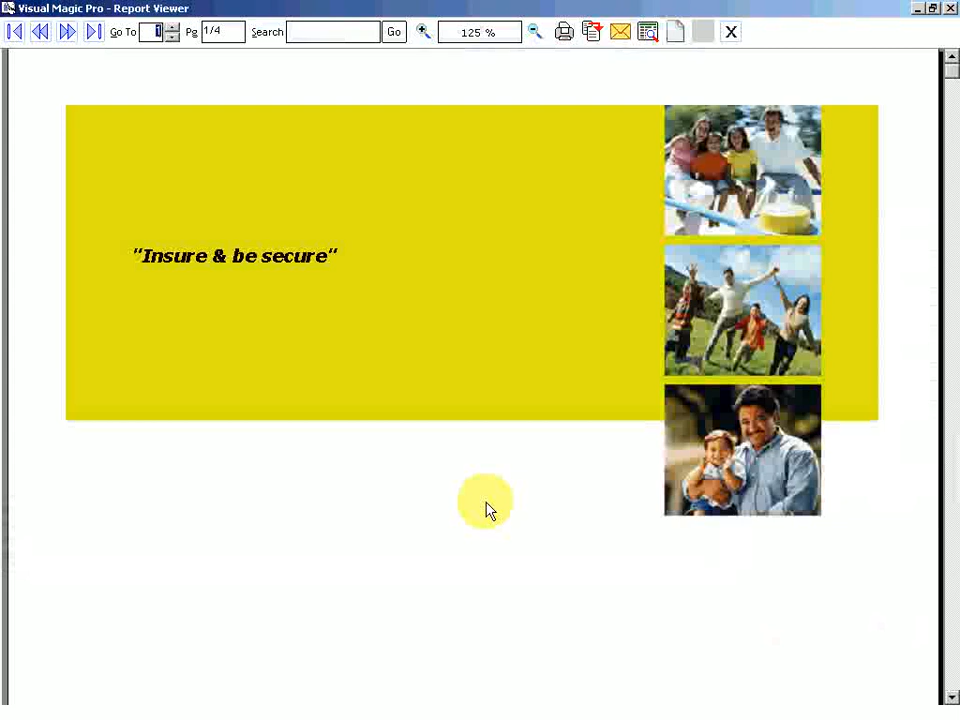 Visual Magic Pro - Report Viewer
Go To 1 Pg 1/4 Search Go 125 % X
"Insure & be secure"